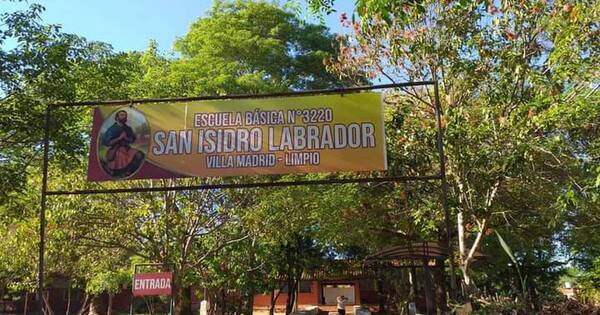 ESCUELA BÁSICA N°3220
SAN ISIDRO LABRADOR
VILLA MADRID - LIMPIO
ENTRADA